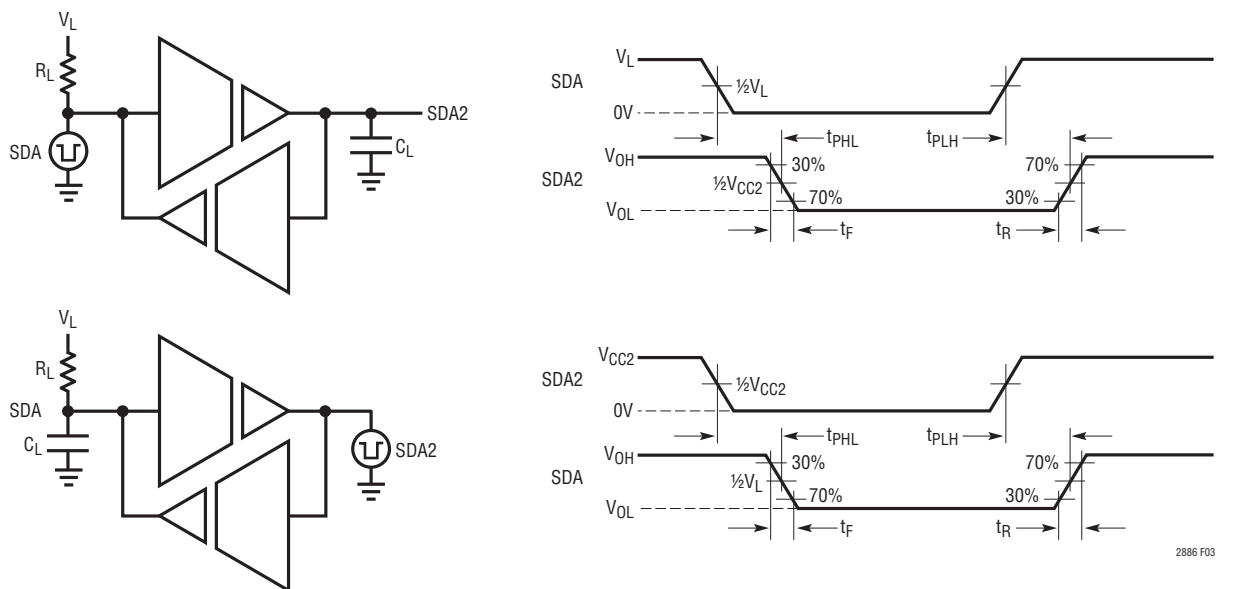 VL
RL
SDA
SDA2
CL
VL
SDA
½VL
0V
tPHL
tPLH
VOH
30%
70%
SDA2
½VCC2
70%
30%
VOL
tF
tR
VL
RL
SDA
CL
SDA2
VCC2
SDA2
½VCC2
0V
tPHL
tPLH
VOH
30%
70%
SDA
½VL
70%
30%
VOL
tF
tR
2886 F03